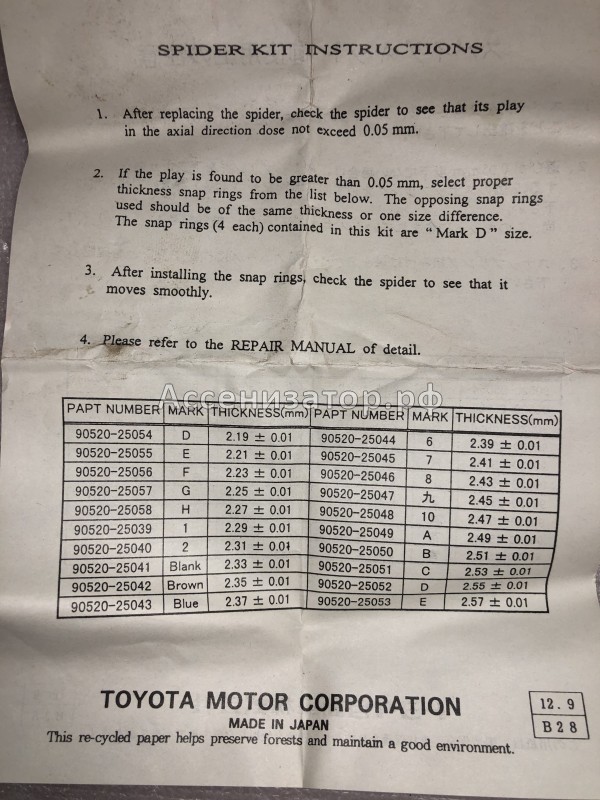 SPIDER KIT INSTRUCTIONS
1. After replacing the spider, check the spider to see that its play
in the axial direction dose not exceed 0.05 mm.
2. If the play is found to be greater than 0.05 mm, select proper
thickness snap rings from the list below. The opposing snap rings
used should be of the same thickness or one size difference.
The snap rings (4 each) contained in this kit are “Mark D” size.
3. After installing the snap rings, check the spider to see that it
moves smoothly.
4. Please refer to the REPAIR MANUAL of detail.
Ассенизатор.рф
PAPT NUMBER MARK THICKNESS(mm) PAPT NUMBER MARK THICKNESS(mm)
90520-25054 D 2.19 ± 0.01 90520-25044 6 2.39 ± 0.01
90520-25055 E 2.21 ± 0.01 90520-25045 7 2.41 ± 0.01
90520-25056 F 2.23 ± 0.01 90520-25046 8 2.43 ± 0.01
90520-25057 G 2.25 ± 0.01 90520-25047 九 2.45 ± 0.01
90520-25058 H 2.27 ± 0.01 90520-25048 10 2.47 ± 0.01
90520-25039 1 2.29 ± 0.01 90520-25049 A 2.49 ± 0.01
90520-25040 2 2.31 ± 0.01 90520-25050 B 2.51 ± 0.01
90520-25041 Blank 2.33 ± 0.01 90520-25051 C 2.53 ± 0.01
90520-25042 Brown 2.35 ± 0.01 90520-25052 D 2.55 ± 0.01
90520-25043 Blue 2.37 ± 0.01 90520-25053 E 2.57 ± 0.01
TOYOTA MOTOR CORPORATION
MADE IN JAPAN
This re-cycled paper helps preserve forests and maintain a good environment.
12. 9
B 2 8